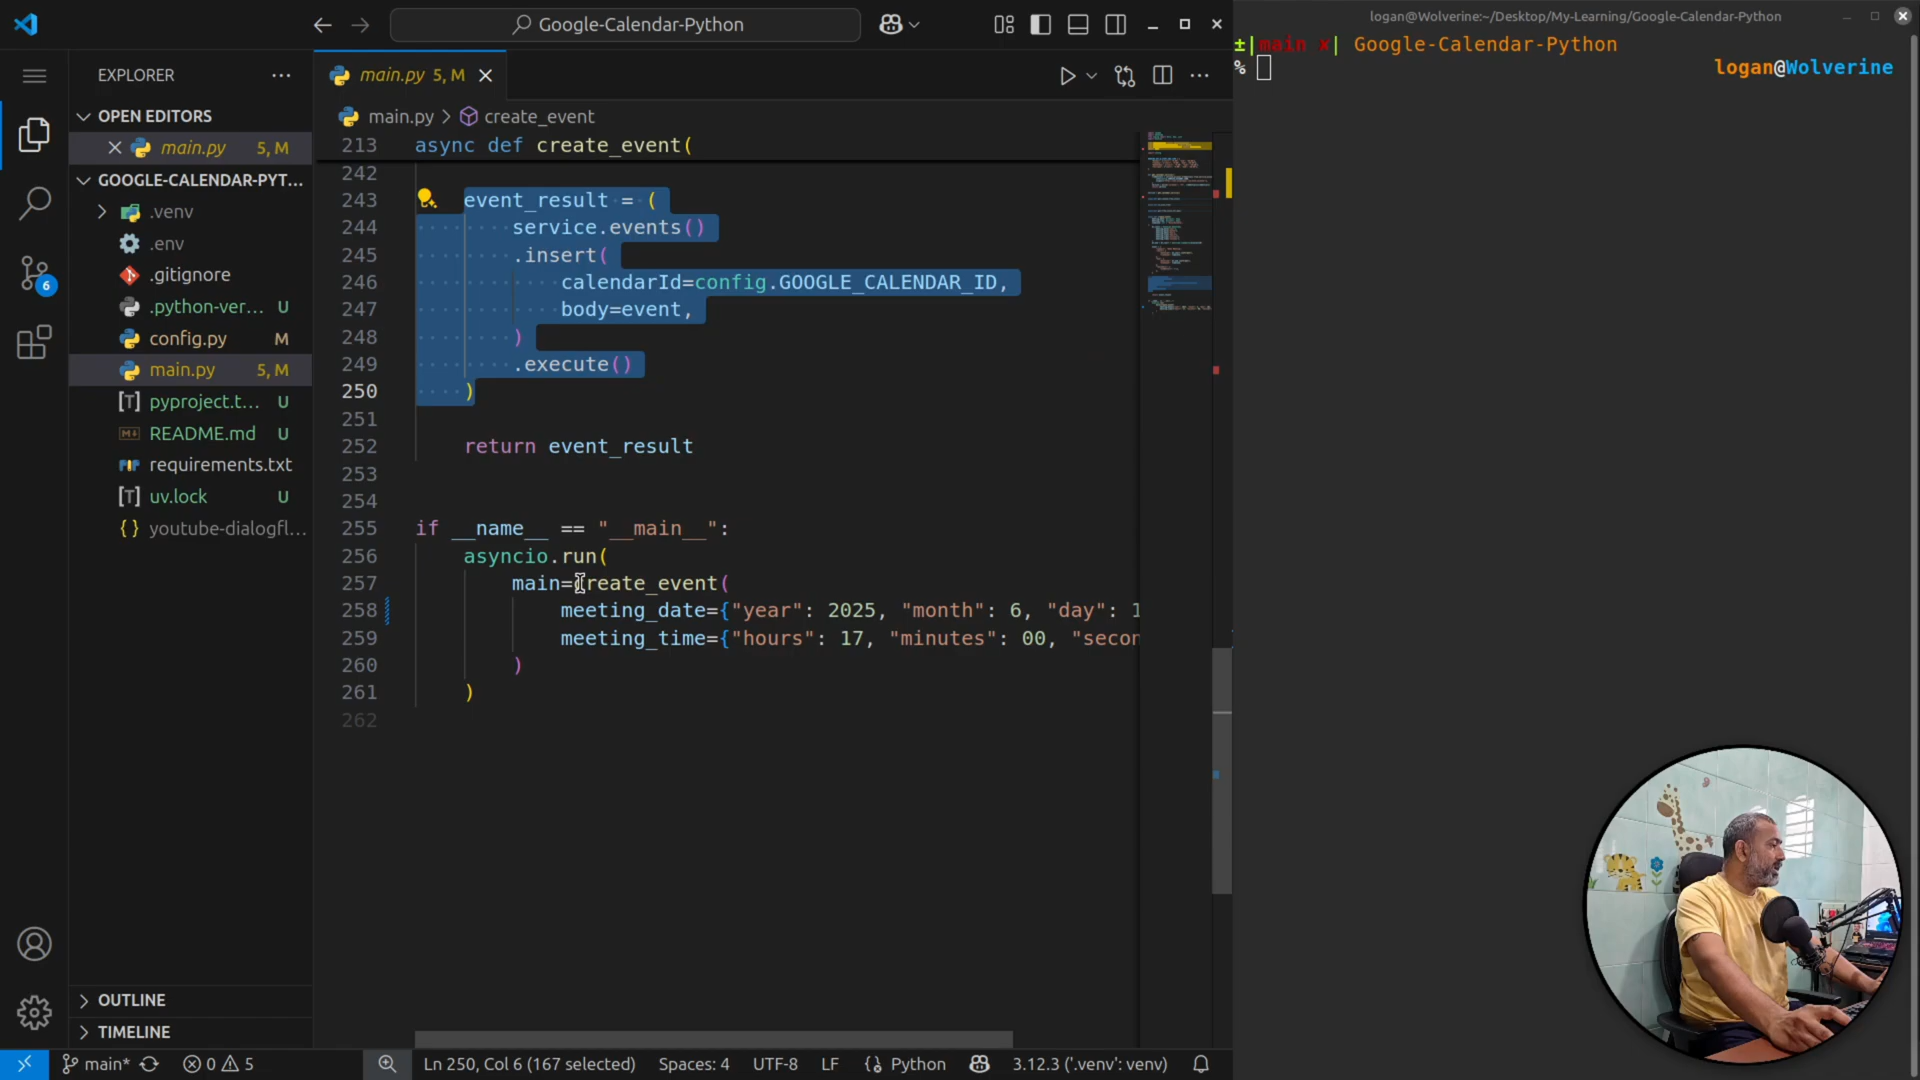 Google-Calendar-Python
logan@Wolverine:~/Desktop/My-Learning/Google-Calendar-Python
±|main x| Google-Calendar-Python
% 
logan@Wolverine
EXPLORER
OPEN EDITORS
main.py 5, M
GOOGLE-CALENDAR-PYT...
.venv
.env
.gitignore
.python-ver... U
config.py M
main.py 5, M
pyproject.t... U
README.md U
requirements.txt
uv.lock U
youtube-dialogfl...
6
OUTLINE
TIMELINE
main.py 5, M
main.py > create_event
213 async def create_event(
242
243 event_result = (
244 service.events()
245 .insert(
246 calendarId=config.GOOGLE_CALENDAR_ID,
247 body=event,
248 )
249 .execute()
250 )
251
252 return event_result
253
254
255 if __name__ == "__main__":
256 asyncio.run(
257 main=create_event(
258 meeting_date={"year": 2025, "month": 6, "day": 1
259 meeting_time={"hours": 17, "minutes": 00, "secon
260 )
261 )
262
main* 0 5 Ln 250, Col 6 (167 selected) Spaces: 4 UTF-8 LF {} Python 3.12.3 ('.venv': venv)